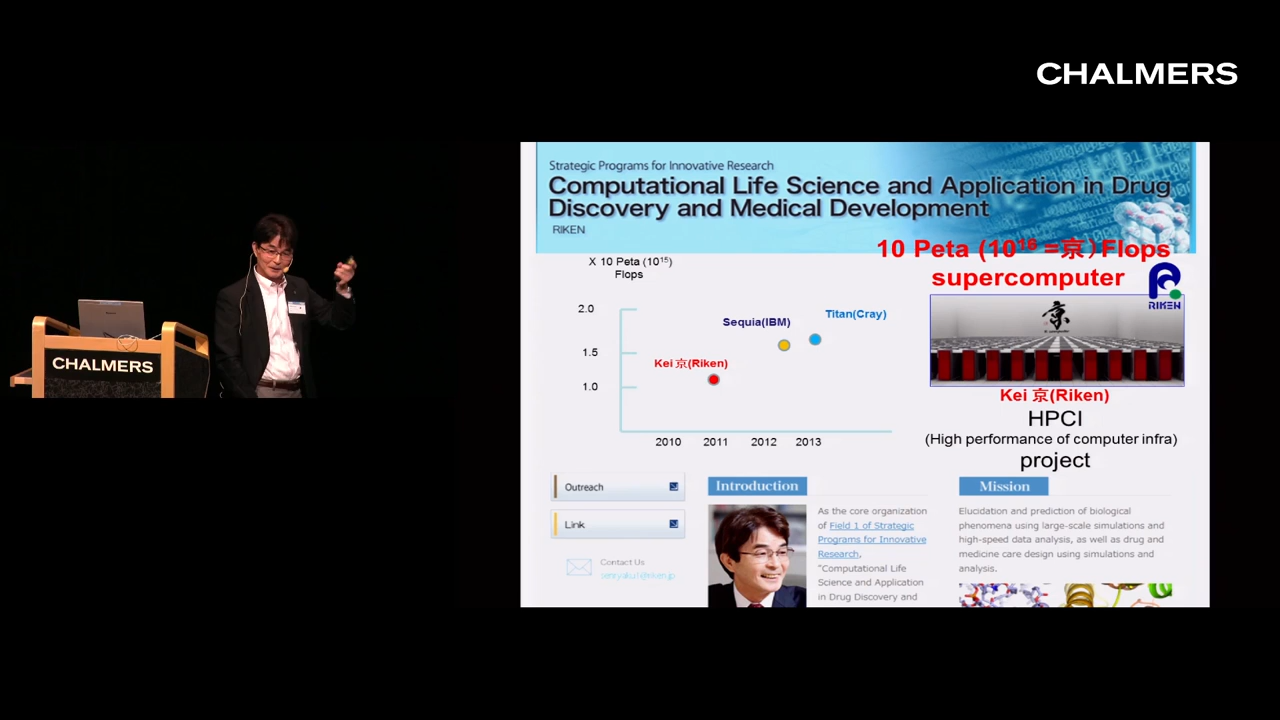 CHALMERS
CHALMERS
Strategic Programs for Innovative Research
Computational Life Science and Application in Drug
Discovery and Medical Development
RIKEN
10 Peta (10¹⁶ =京) Flops
supercomputer
RIKEN
京
Kei 京(Riken)
HPCI
(High performance of computer infra)
project
X 10 Peta (10¹⁵)
Flops
2.0
1.5
1.0
Sequia(IBM)
Titan(Cray)
Kei 京(Riken)
2010 2011 2012 2013
Outreach
Link
Contact Us
Introduction
As the core organization
of Field 1 of Strategic
Programs for Innovative
Research,
"Computational Life
Science and Application
in Drug Discovery and
Mission
Elucidation and prediction of biological
phenomena using large-scale simulations and
high-speed data analysis, as well as drug and
medicine care design using simulations and
analysis.